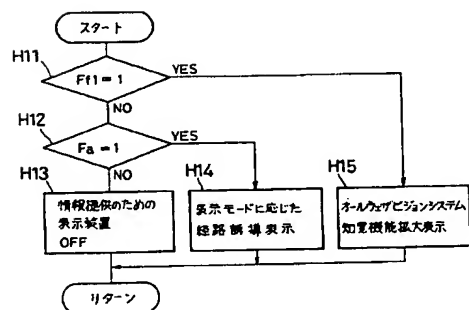 スタート
H11
Ff1=1
YES
NO
H12
Fa=1
YES
NO
H13
情報提供のための
表示装置
OFF
H14
表示モードに応じた
経路誘導表示
H15
オールウェザビジョンシステム
知覚機能拡大表示
リターン